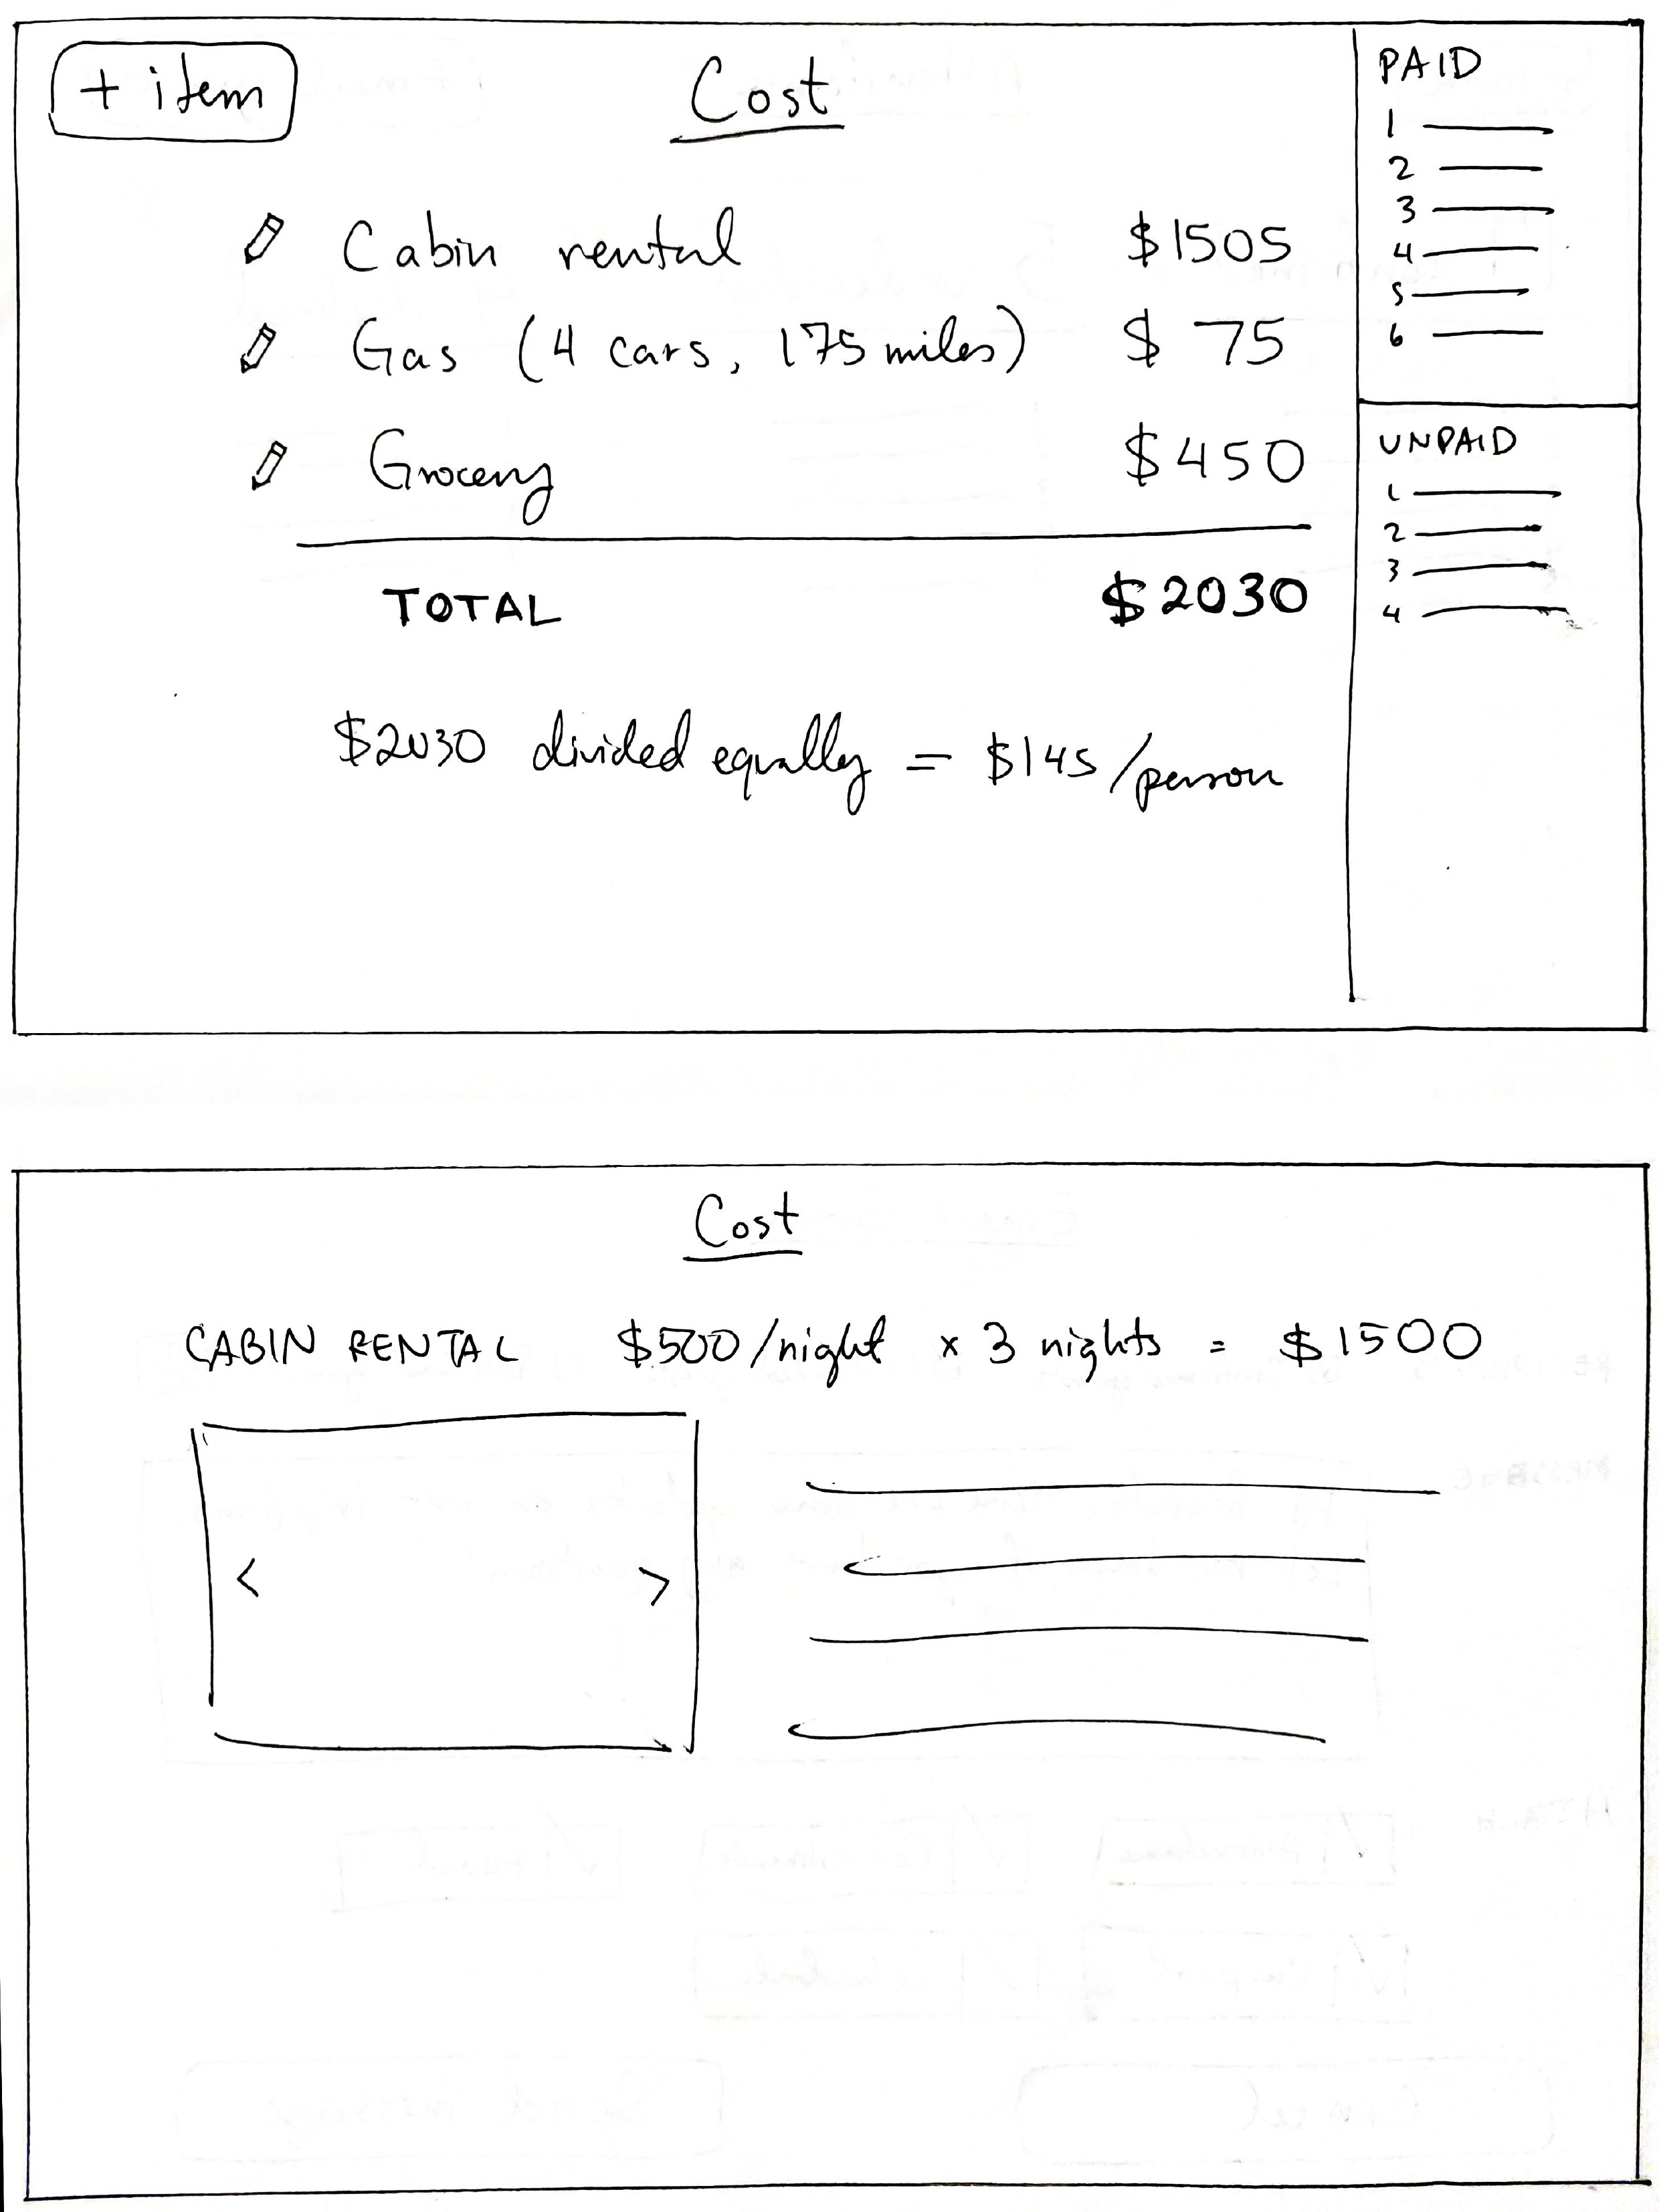 + item
Cost
Cabin rental $1505
Gas (4 cars, 175 miles) $ 75
Grocery $450
TOTAL $2030
$2030 divided equally = $145/person
PAID
1
2
3
4
5
6
UNPAID
1
2
3
4
Cost
CABIN RENTAL $500/night x 3 nights = $1500
< >